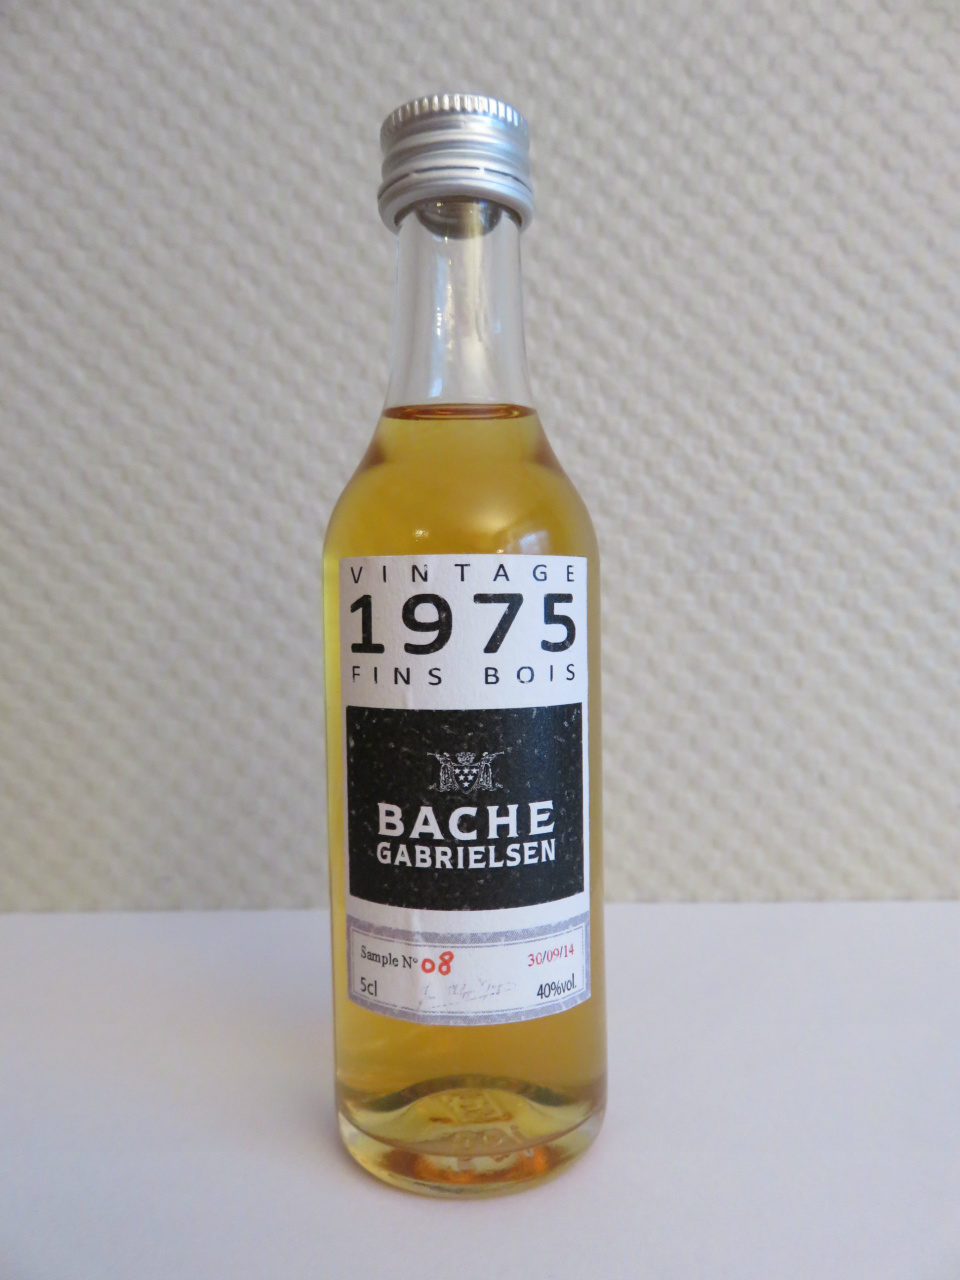 VINTAGE
1975
FINS BOIS
BACHE
GABRIELSEN
Sample N° 08 30/09/14
5cl 40%vol.